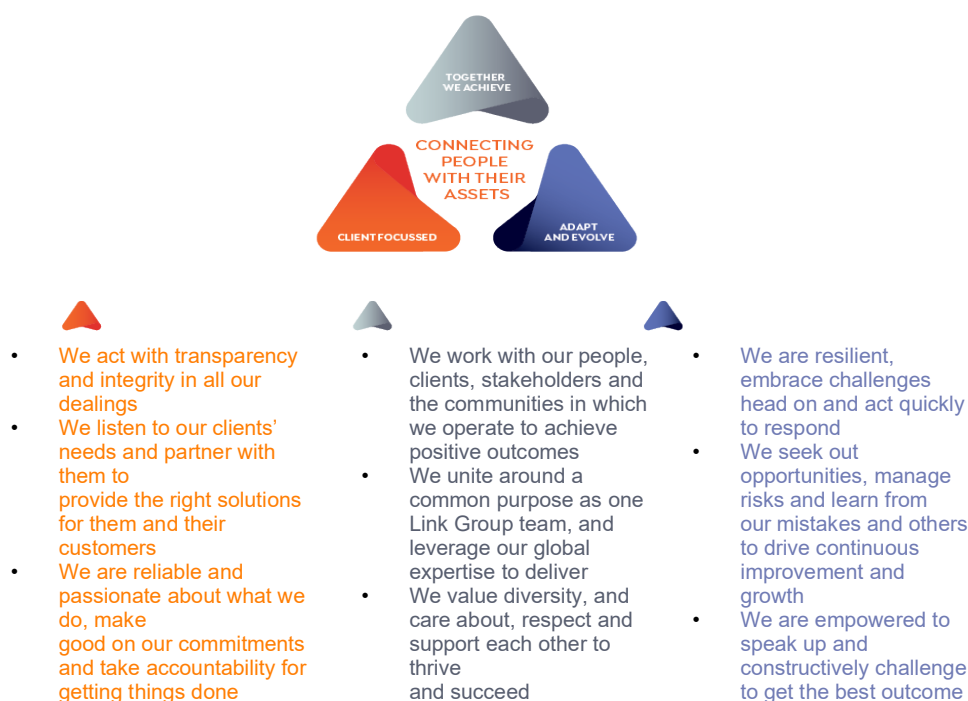 TOGETHER
WE ACHIEVE
CONNECTING
PEOPLE
WITH THEIR
ASSETS
CLIENT FOCUSSED
ADAPT
AND EVOLVE
• We act with transparency
and integrity in all our
dealings
• We listen to our clients’
needs and partner with
them to
provide the right solutions
for them and their
customers
• We are reliable and
passionate about what we
do, make
good on our commitments
and take accountability for
getting things done
• We work with our people,
clients, stakeholders and
the communities in which
we operate to achieve
positive outcomes
• We unite around a
common purpose as one
Link Group team, and
leverage our global
expertise to deliver
• We value diversity, and
care about, respect and
support each other to
thrive
and succeed
• We are resilient,
embrace challenges
head on and act quickly
to respond
• We seek out
opportunities, manage
risks and learn from
our mistakes and others
to drive continuous
improvement and
growth
• We are empowered to
speak up and
constructively challenge
to get the best outcome